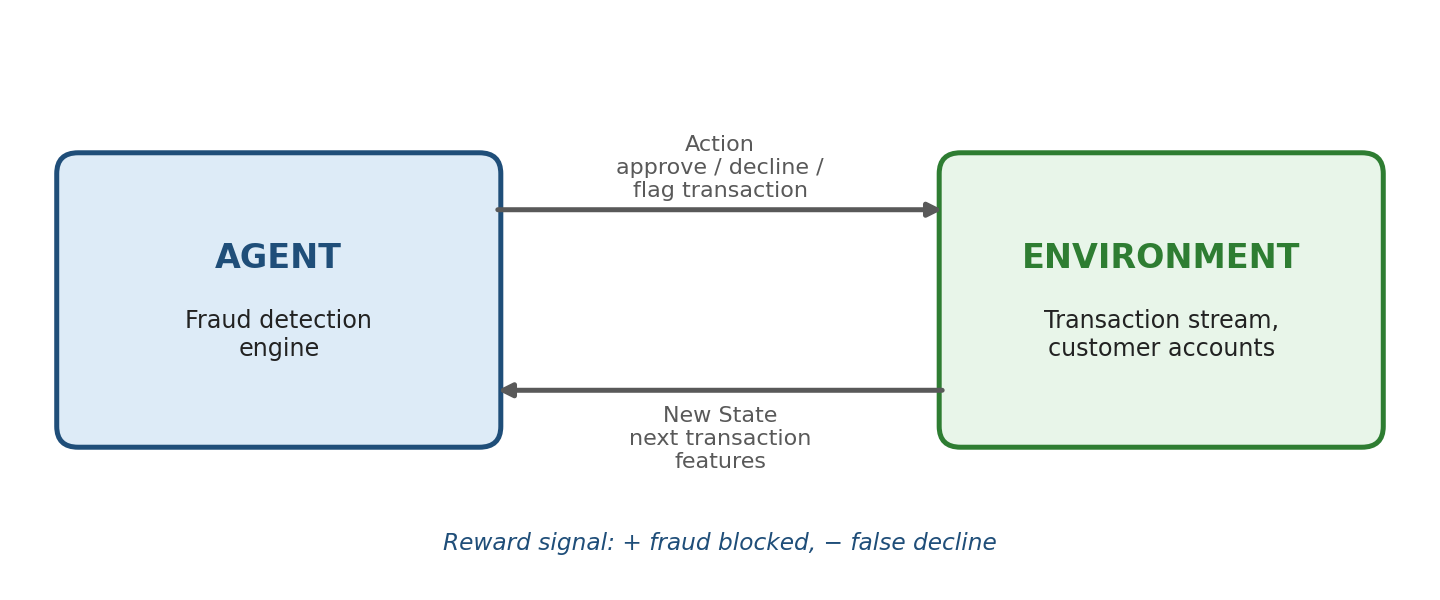 Action
approve / decline /
flag transaction
AGENT
Fraud detection
engine
ENVIRONMENT
Transaction stream,
customer accounts
New State
next transaction
features
Reward signal: + fraud blocked, − false decline